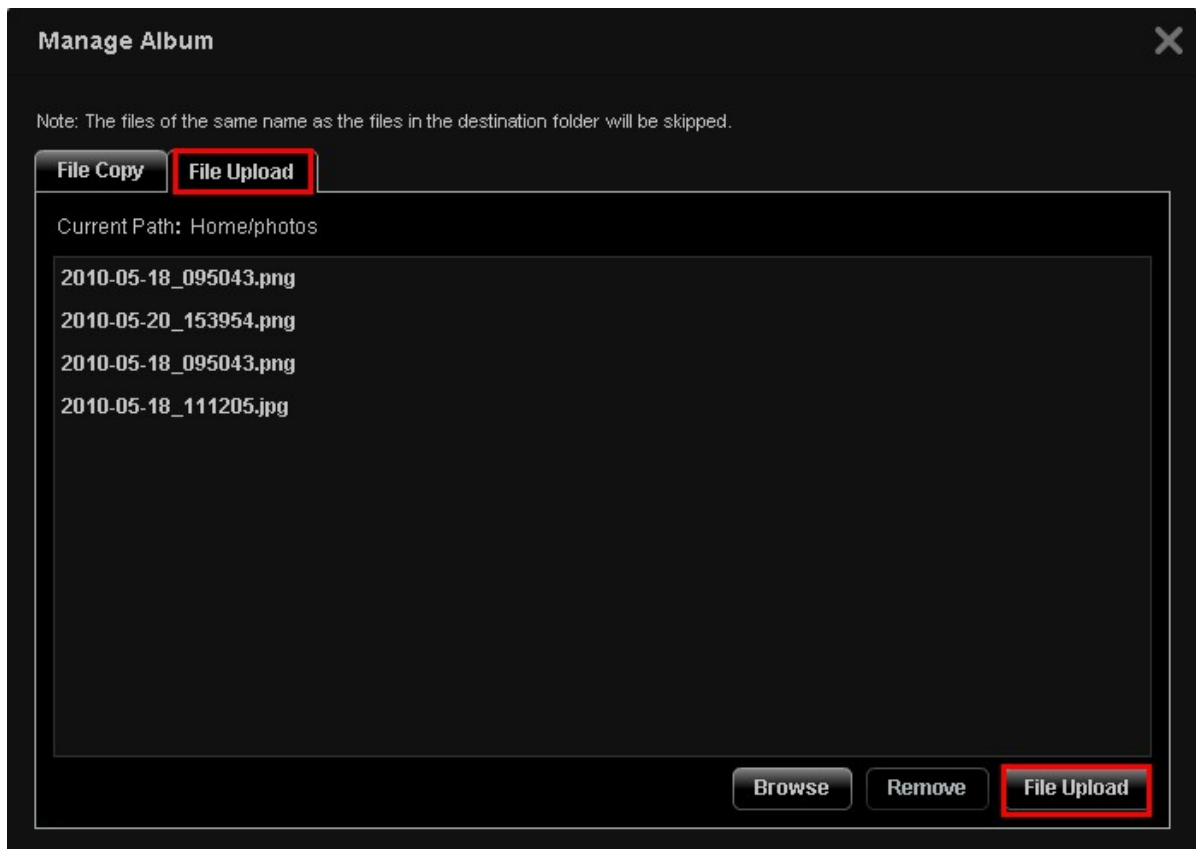 Manage Album
Note: The files of the same name as the files in the destination folder will be skipped.
File Copy File Upload
Current Path: Home/photos
2010-05-18_095043.png
2010-05-20_153954.png
2010-05-18_095043.png
2010-05-18_111205.jpg
Browse Remove File Upload